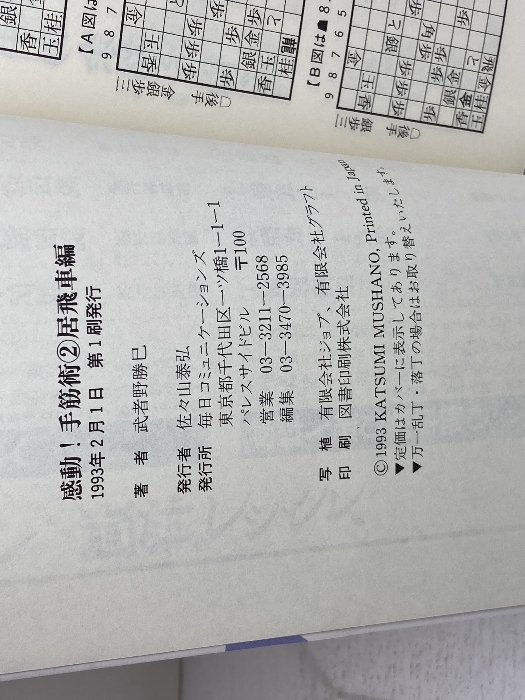 【A図は
9 8 7
【B図は☗8
9 8 7 6 5
感動！手筋術②居飛車編
1993年2月1日 第1刷発行
著 者 武者野勝巳
発行者 佐々山泰弘
発行所 毎日コミュニケーションズ
東京都千代田区一ツ橋1―1―1
パレスサイドビル 〒100
営業 03―3211―2568
編集 03―3470―3985
写 植 有限会社ジョブ、有限会社グラフト
印 刷 図書印刷株式会社
©1993 KATSUMI MUSHANO, Printed in Japan
▼定価はカバーに表示してあります。
▼万一乱丁・落丁の場合はお取り替えいたします